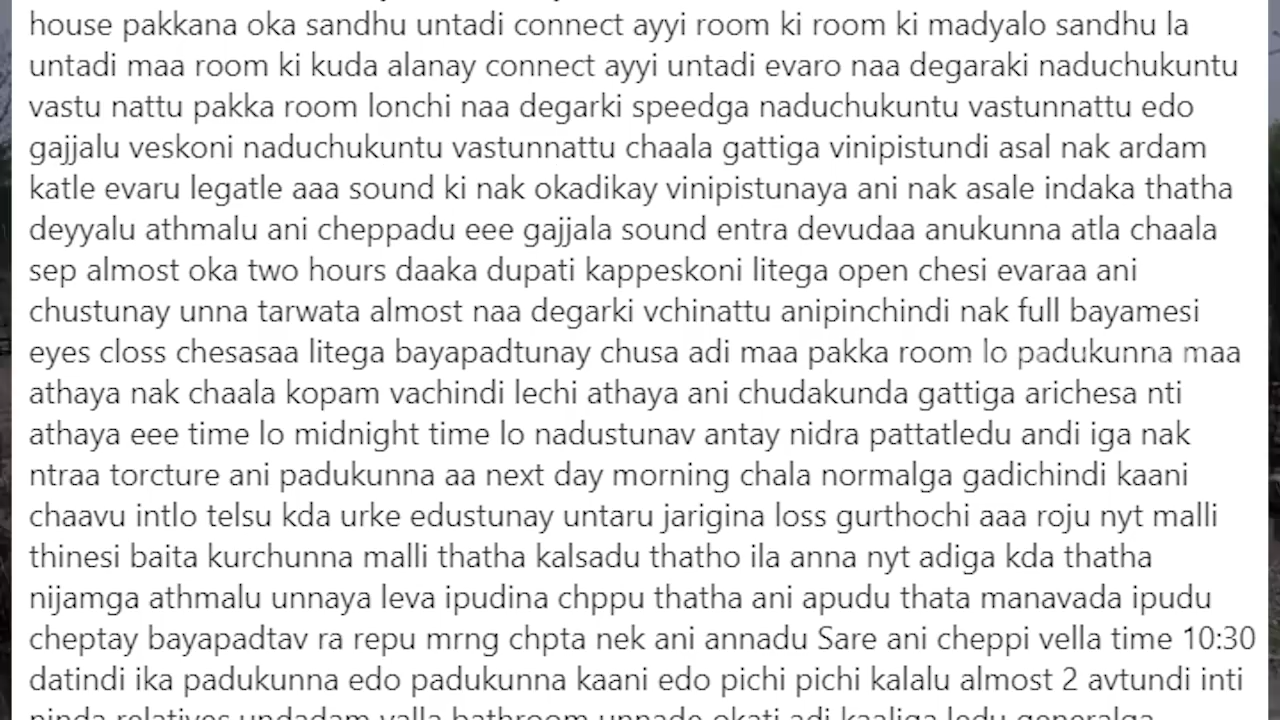 house pakkana oka sandhu untadi connect ayyi room ki room ki madyalo sandhu la
untadi maa room ki kuda alanay connect ayyi untadi evaro naa degaraki naduchukuntu
vastu nattu pakka room lonchi naa degarki speedga naduchukuntu vastunnattu edo
gajjalu veskoni naduchukuntu vastunnattu chaala gattiga vinipistundi asal nak ardam
katle evaru legatle aaa sound ki nak okadikay vinipistunaya ani nak asale indaka thatha
deyyalu athmalu ani cheppadu eee gajjala sound entra devudaa anukunna atla chaala
sep almost oka two hours daaka dupati kappeskoni litega open chesi evaraa ani
chustunay unna tarwata almost naa degarki vchinattu anipinchindi nak full bayamesi
eyes closs chesasaa litega bayapadtunay chusa adi maa pakka room lo padukunna maa
athaya nak chaala kopam vachindi lechi athaya ani chudakunda gattiga arichesa nti
athaya eee time lo midnight time lo nadustunav antay nidra pattatledu andi iga nak
ntraa torcture ani padukunna aa next day morning chala normalga gadichindi kaani
chaavu intlo telsu kda urke edustunay untaru jarigina loss gurthochi aaa roju nyt malli
thinesi baita kurchunna malli thatha kalsadu thatho ila anna nyt adiga kda thatha
nijamga athmalu unnaya leva ipudina chppu thatha ani apudu thata manavada ipudu
cheptay bayapadtav ra repu mrng chpta nek ani annadu Sare ani cheppi vella time 10:30
datindi ika padukunna edo padukunna kaani edo pichi pichi kalalu almost 2 avtundi inti
ninda relatives undadam valla bathroom unnade okati adi kaaliga ledu generalga